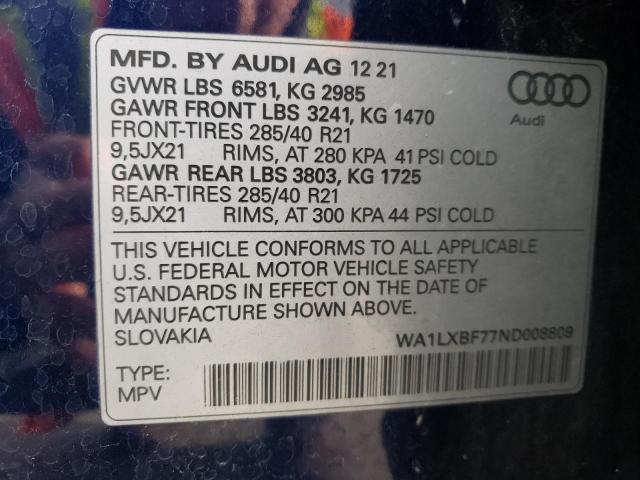 MFD. BY AUDI AG 12 21
GVWR LBS 6581, KG 2985
GAWR FRONT LBS 3241, KG 1470
FRONT-TIRES 285/40 R21
9,5JX21 RIMS, AT 280 KPA 41 PSI COLD
GAWR REAR LBS 3803, KG 1725
REAR-TIRES 285/40 R21
9,5JX21 RIMS, AT 300 KPA 44 PSI COLD
Audi
THIS VEHICLE CONFORMS TO ALL APPLICABLE
U.S. FEDERAL MOTOR VEHICLE SAFETY
STANDARDS IN EFFECT ON THE DATE OF
MANUFACTURE SHOWN ABOVE.
SLOVAKIA WA1LXBF77ND008809
TYPE:
MPV